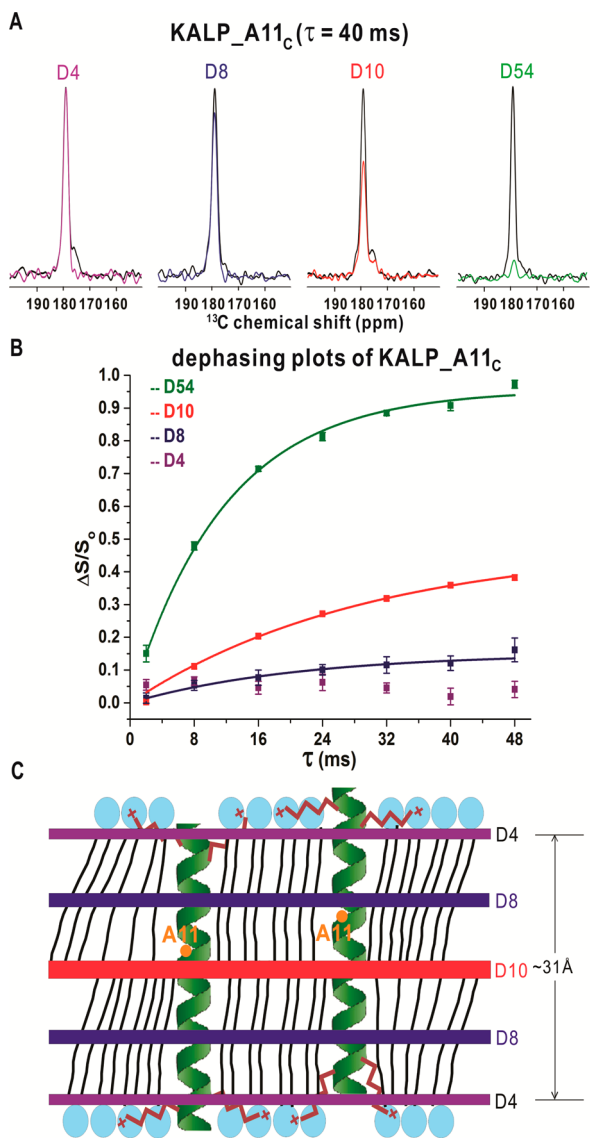 A
KALP_A11C (τ = 40 ms)
D4 D8 D10 D54
190 180 170 160 190 180 170 160 190 180 170 160 190 180 170 160
13C chemical shift (ppm)
B
dephasing plots of KALP_A11C
1.0
0.9
0.8
0.7
0.6
0.5
0.4
0.3
0.2
0.1
0.0
ΔS/So
-- D54
-- D10
-- D8
-- D4
0 8 16 24 32 40 48
τ (ms)
C
D4
D8
A11 A11
D10 ~31Å
D8
D4